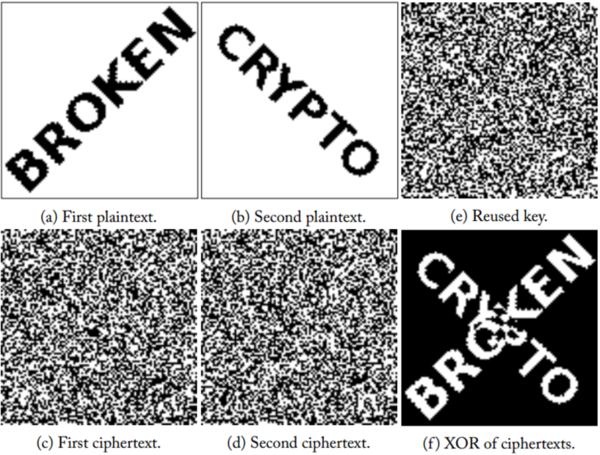 BROKEN
CRYPTO
(a) First plaintext.
(b) Second plaintext.
(e) Reused key.
CRYPTO
BROKEN
(c) First ciphertext.
(d) Second ciphertext.
(f) XOR of ciphertexts.